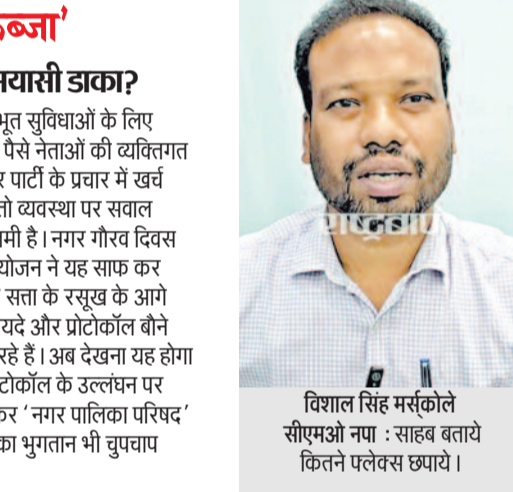 सयासी डाका?
भूत सुविधाओं के लिए
पैसे नेताओं की व्यक्तिगत
र पार्टी के प्रचार में खर्च
तो व्यवस्था पर सवाल
मी है। नगर गौरव दिवस
योजन ने यह साफ कर
सत्ता के रसूख के आगे
यदे और प्रोटोकॉल बौने
रहे हैं। अब देखना यह होगा
टोकॉल के उल्लंघन पर
कर ‘नगर पालिका परिषद’
का भुगतान भी चुपचाप
राष्ट्रबाण
विशाल सिंह मर्स्कोले
सीएमओ नपा : साहब बताये
कितने फ्लेक्स छपाये।